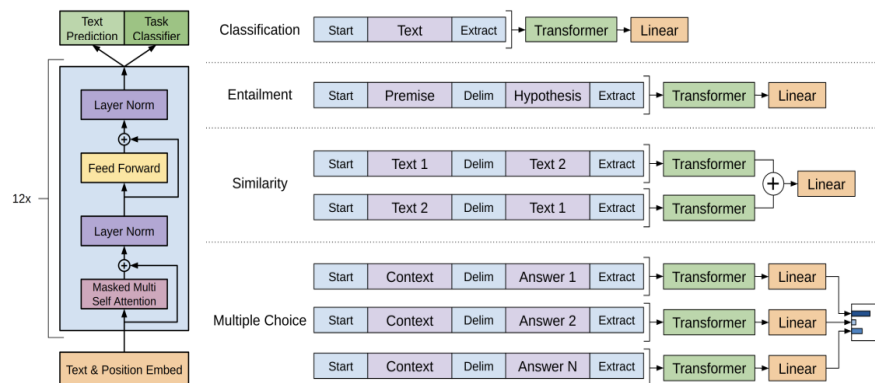 Text
Prediction
Task
Classifier
Layer Norm
Feed Forward
12x
Layer Norm
Masked Multi
Self Attention
Text & Position Embed
Classification
Start Text Extract Transformer Linear
Entailment
Start Premise Delim Hypothesis Extract Transformer Linear
Similarity
Start Text 1 Delim Text 2 Extract Transformer
Linear
Start Text 2 Delim Text 1 Extract Transformer
Multiple Choice
Start Context Delim Answer 1 Extract Transformer Linear
Start Context Delim Answer 2 Extract Transformer Linear
Start Context Delim Answer N Extract Transformer Linear